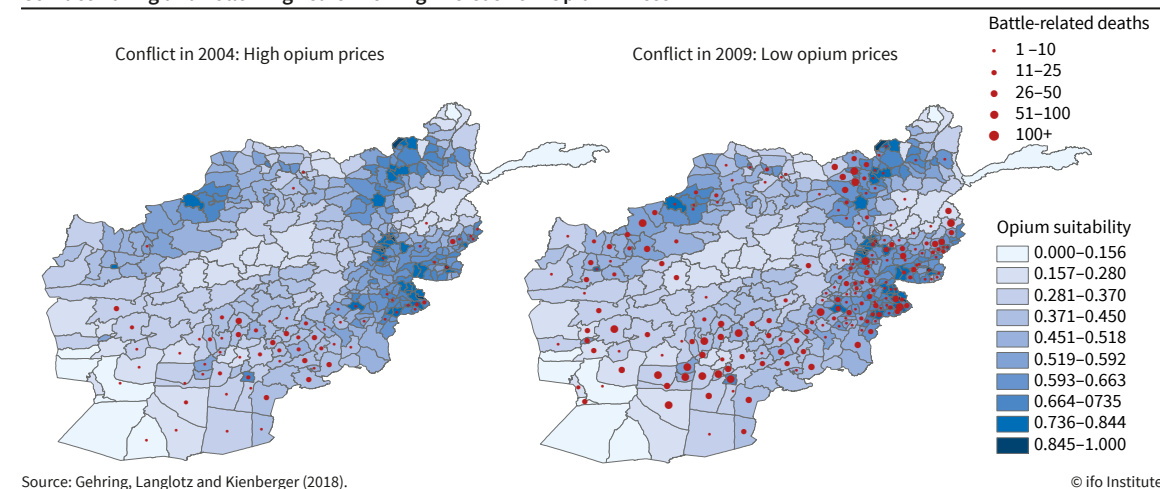 Battle-related deaths
Conflict in 2004: High opium prices
Conflict in 2009: Low opium prices
1 –10
11–25
26–50
51–100
100+
Opium suitability
0.000–0.156
0.157–0.280
0.281–0.370
0.371–0.450
0.451–0.518
0.519–0.592
0.593–0.663
0.664–0735
0.736–0.844
0.845–1.000
Source: Gehring, Langlotz and Kienberger (2018).
© ifo Institute